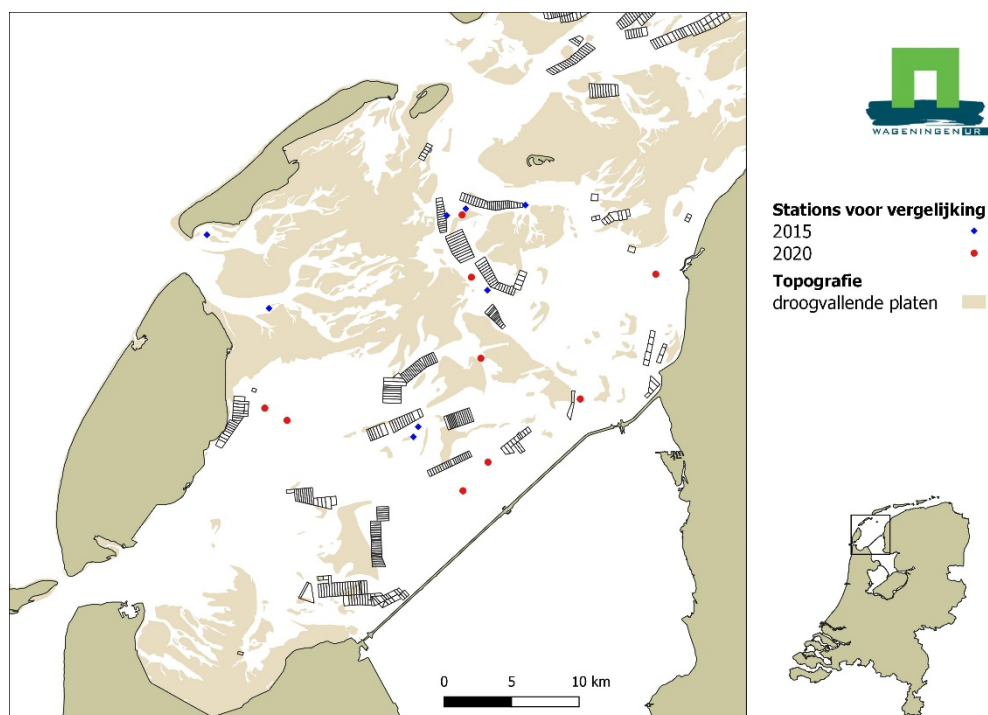 WAGENINGEN UR
Stations voor vergelijking
2015
2020
Topografie
droogvallende platen
0 5 10 km